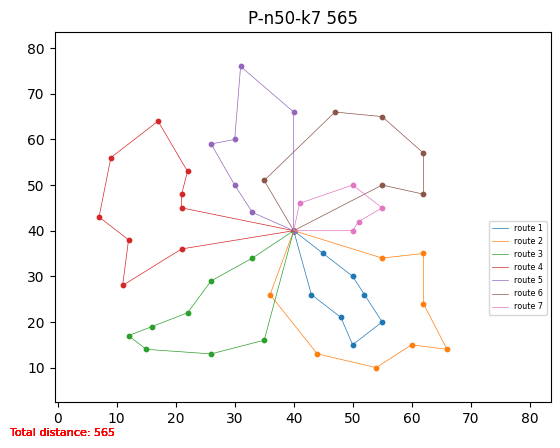 P-n50-k7 565
80
70
60
50
40
30
20
10
0 10 20 30 40 50 60 70 80
route 1
route 2
route 3
route 4
route 5
route 6
route 7
Total distance: 565